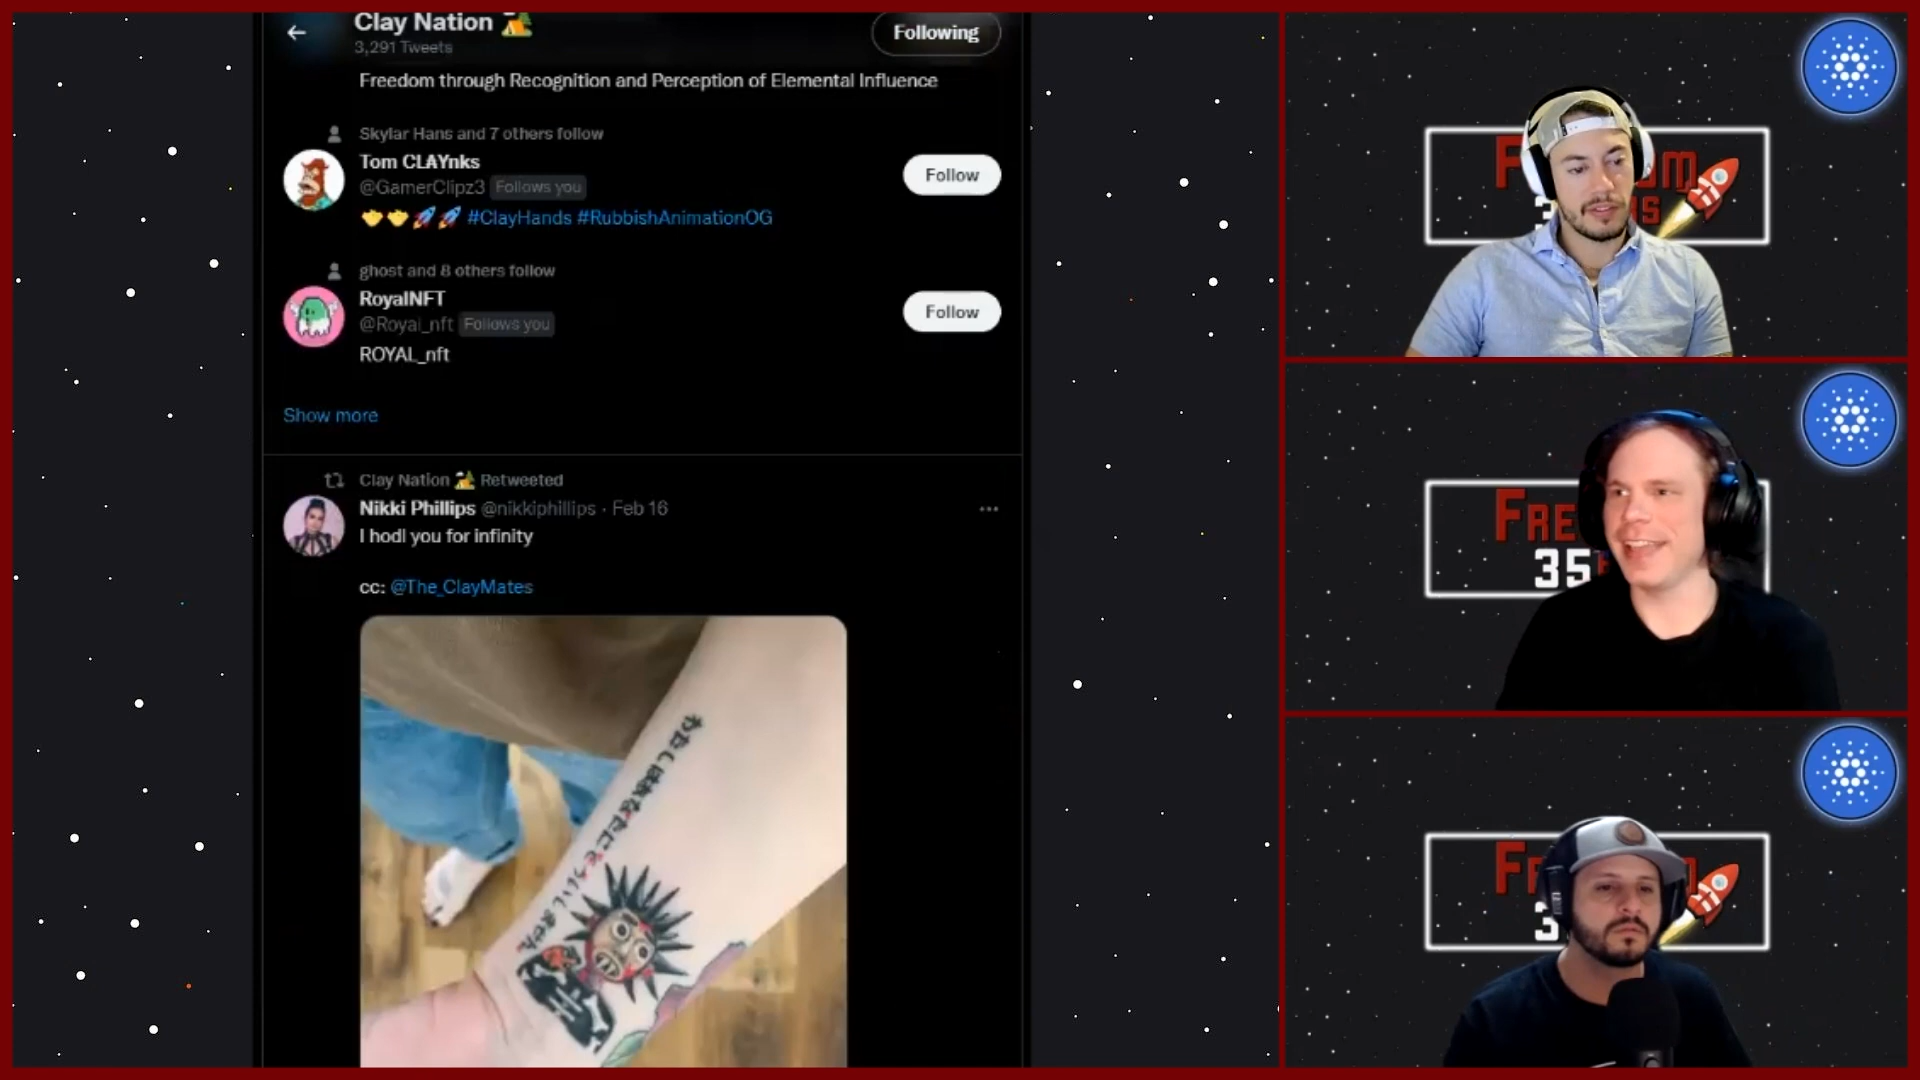 Clay Nation
3,291 Tweets
Following
Freedom through Recognition and Perception of Elemental Influence
Skylar Hans and 7 others follow
Tom CLAYnks
@GamerClipz3 Follows you
Follow
#ClayHands #RubbishAnimationOG
ghost and 8 others follow
RoyalNFT
@Royal_nft Follows you
Follow
ROYAL_nft
Show more
Clay Nation Retweeted
Nikki Phillips @nikkiphillips · Feb 16
I hodl you for infinity
cc: @The_ClayMates
35